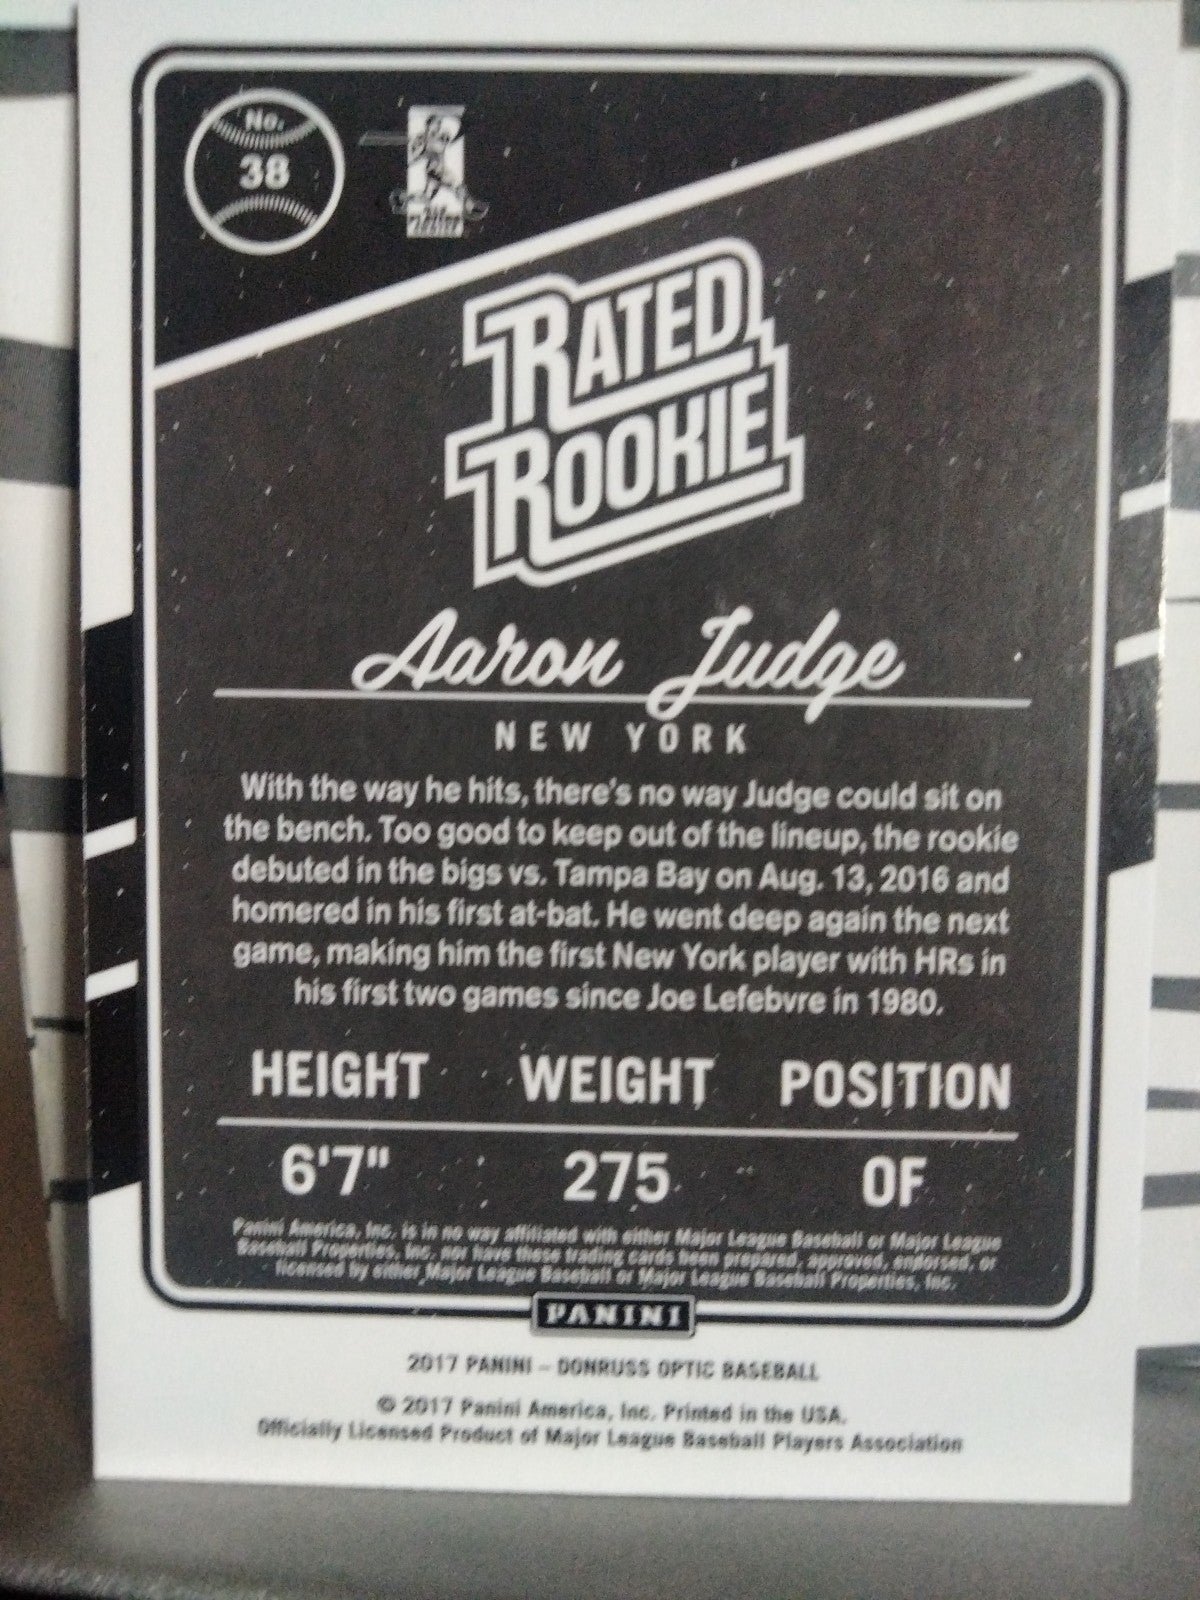 No.
38
RATED
ROOKIE
Aaron Judge
NEW YORK
With the way he hits, there's no way Judge could sit on
the bench. Too good to keep out of the lineup, the rookie
debuted in the bigs vs. Tampa Bay on Aug. 13, 2016 and
homered in his first at-bat. He went deep again the next
game, making him the first New York player with HRs in
his first two games since Joe Lefebvre in 1980.
HEIGHT WEIGHT POSITION
6'7" 275 OF
Panini America, Inc. is in no way affiliated with either Major League Baseball or Major League
Baseball Properties, Inc. nor have these trading cards been prepared, approved, endorsed, or
licensed by either Major League Baseball or Major League Baseball Properties, Inc.
PANINI
2017 PANINI – DONRUSS OPTIC BASEBALL
© 2017 Panini America, Inc. Printed in the USA.
Officially Licensed Product of Major League Baseball Players Association